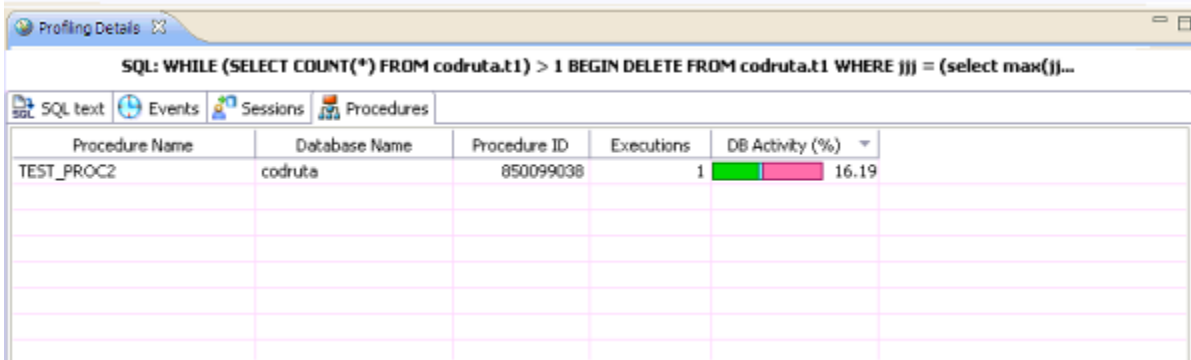 Profiling Details
SQL: WHILE (SELECT COUNT(*) FROM codruta.t1) > 1 BEGIN DELETE FROM codruta.t1 WHERE jjj = (select max(jj...
SQL SQL text Events Sessions Procedures
Procedure Name Database Name Procedure ID Executions DB Activity (%)
TEST_PROC2 codruta 850099038 1 16.19